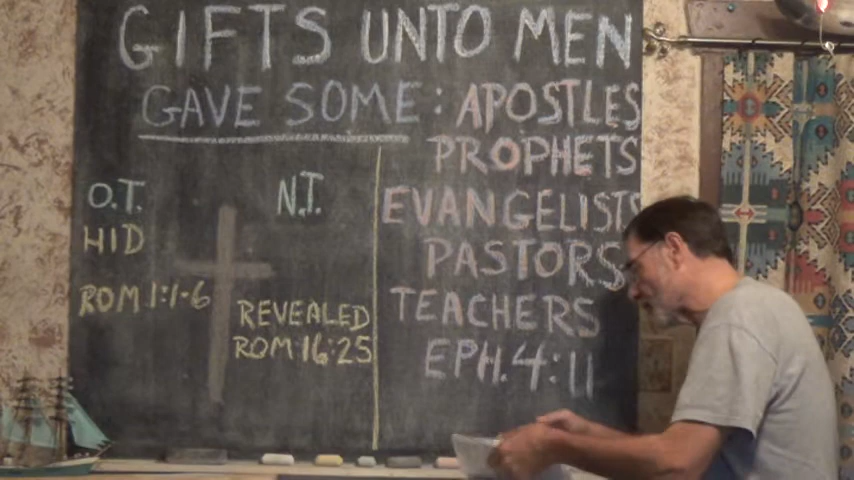 GIFTS UNTO MEN
GAVE SOME: APOSTLES
PROPHETS
EVANGELISTS
PASTORS
TEACHERS
EPH. 4:11
O.T.
HID
ROM 1:1-6
N.T.
REVEALED
ROM 16:25